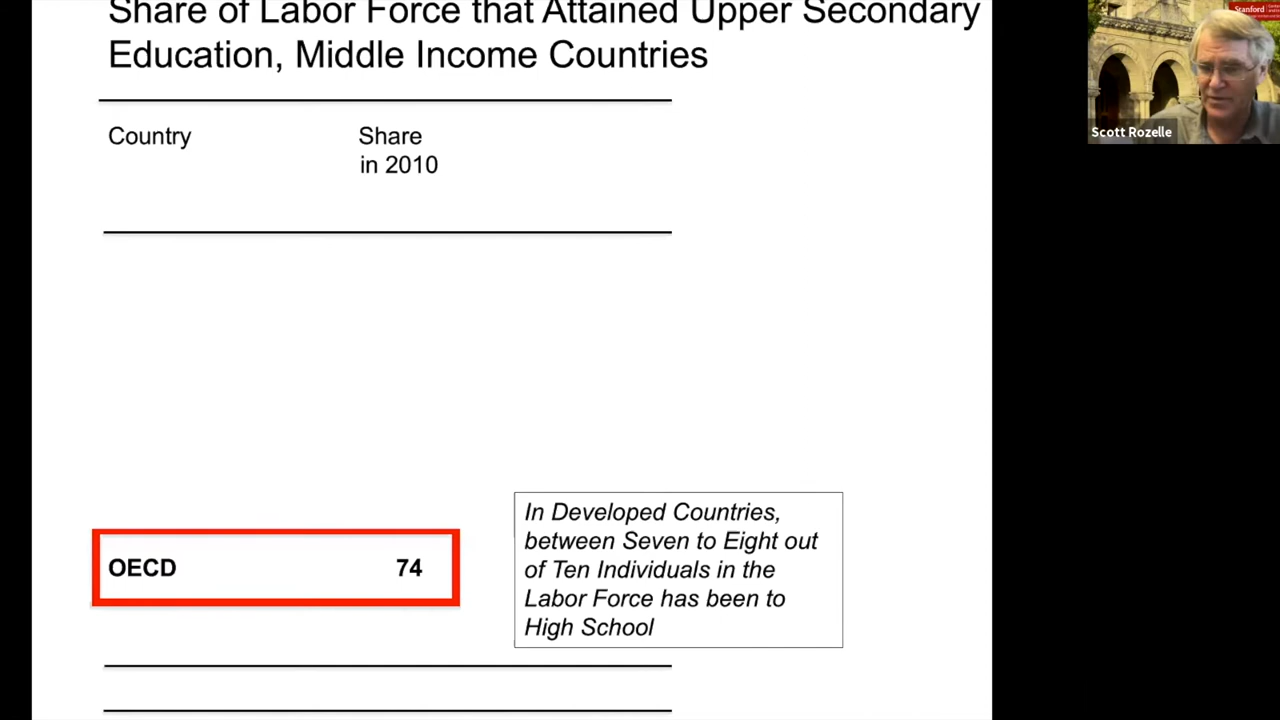 Share of Labor Force that Attained Upper Secondary
Education, Middle Income Countries
Country Share
in 2010
OECD 74
In Developed Countries,
between Seven to Eight out
of Ten Individuals in the
Labor Force has been to
High School
Stanford
Scott Rozelle